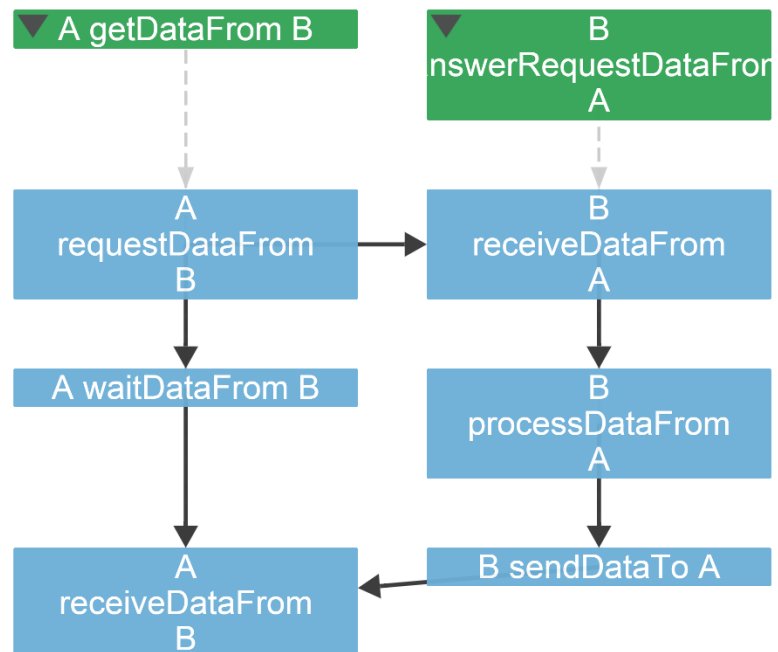 A getDataFrom B
B
nswerRequestDataFron
A
A
requestDataFrom
B
B
receiveDataFrom
A
A waitDataFrom B
B
processDataFrom
A
A
receiveDataFrom
B
B sendDataTo A